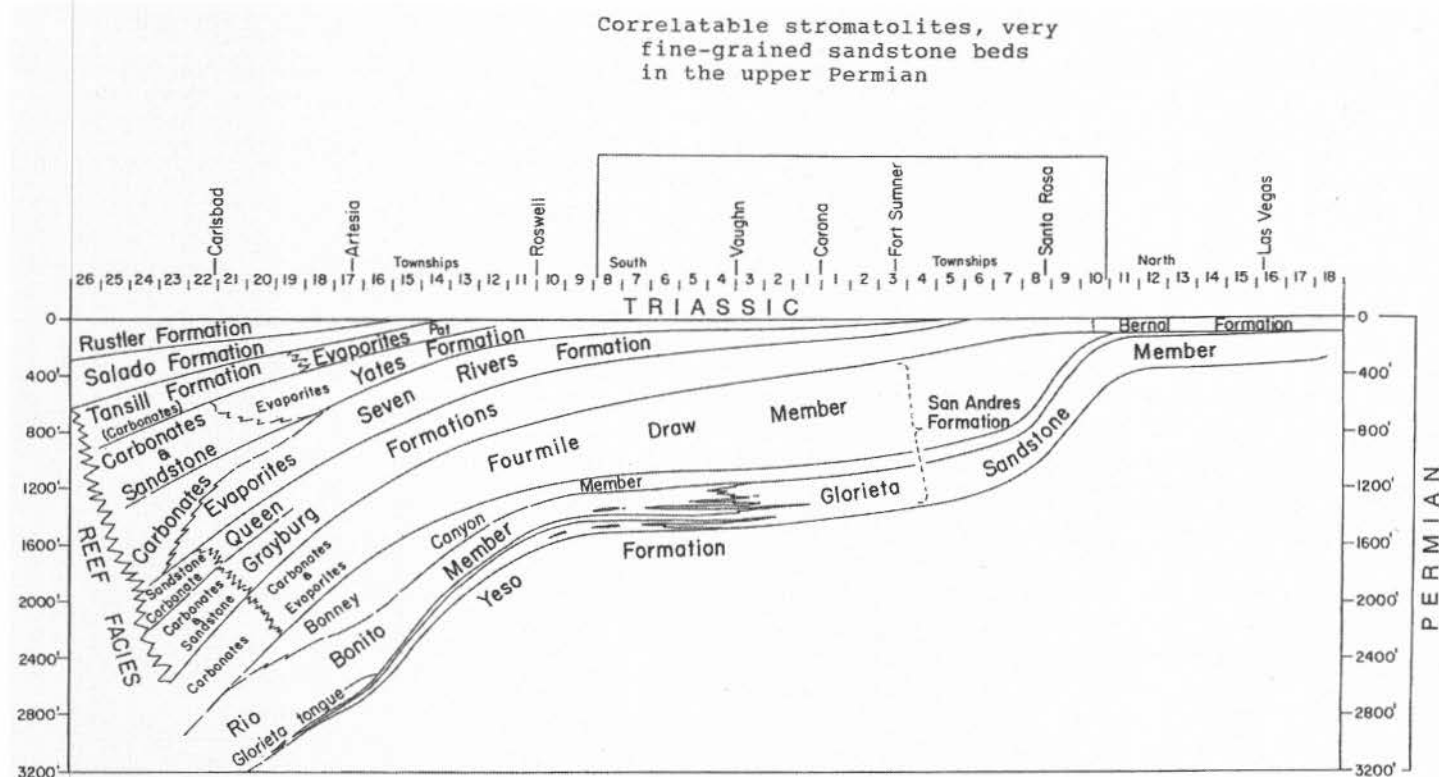 Correlatable stromatolites, very
fine-grained sandstone beds
in the upper Permian
Carlsbad
Artesia
Roswell
Vaughn
Corona
Fort Sumner
Santa Rosa
Las Vegas
Townships
South
Townships
North
26 25 24 23 22 21 20 19 18 17 16 15 14 13 12 11 10 9 8 7 6 5 4 3 2 1 1 2 3 4 5 6 7 8 9 10 11 12 13 14 15 16 17 18
TRIASSIC
0
400'
800'
1200'
1600'
2000'
2400'
2800'
3200'
Rustler Formation
Salado Formation
Tansill Formation
(Carbonates)
Evaporites
Pat
Evaporites
Yates Formation
Carbonates
&
Sandstone
Seven Rivers Formation
Carbonates
Evaporites
Queen
Grayburg
Formations
Sandstone
Carbonate
Carbonates
&
Sandstone
REEF FACIES
Fourmile Draw Member
San Andres
Formation
Carbonates
&
Evaporites
Carbonates
Bonney
Canyon
Member
Rio
Bonito
Member
Glorieta tongue
Glorieta
Sandstone
Member
Yeso
Formation
Bernal Formation
0
400'
800'
1200'
1600'
2000'
2400'
2800'
3200'
PERMIAN